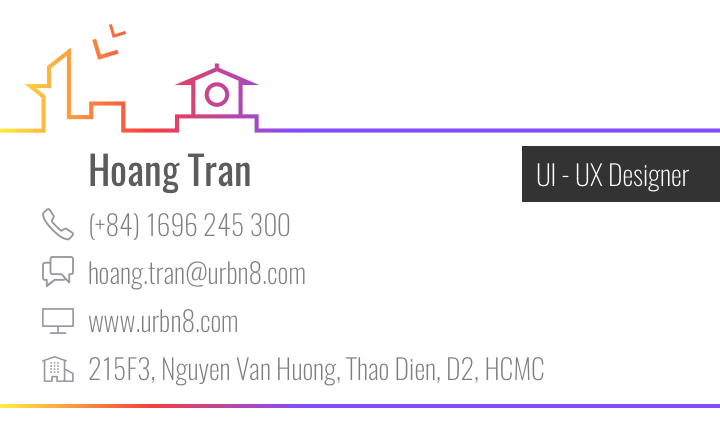 Hoang Tran
UI - UX Designer
(+84) 1696 245 300
hoang.tran@urbn8.com
www.urbn8.com
215F3, Nguyen Van Huong, Thao Dien, D2, HCMC